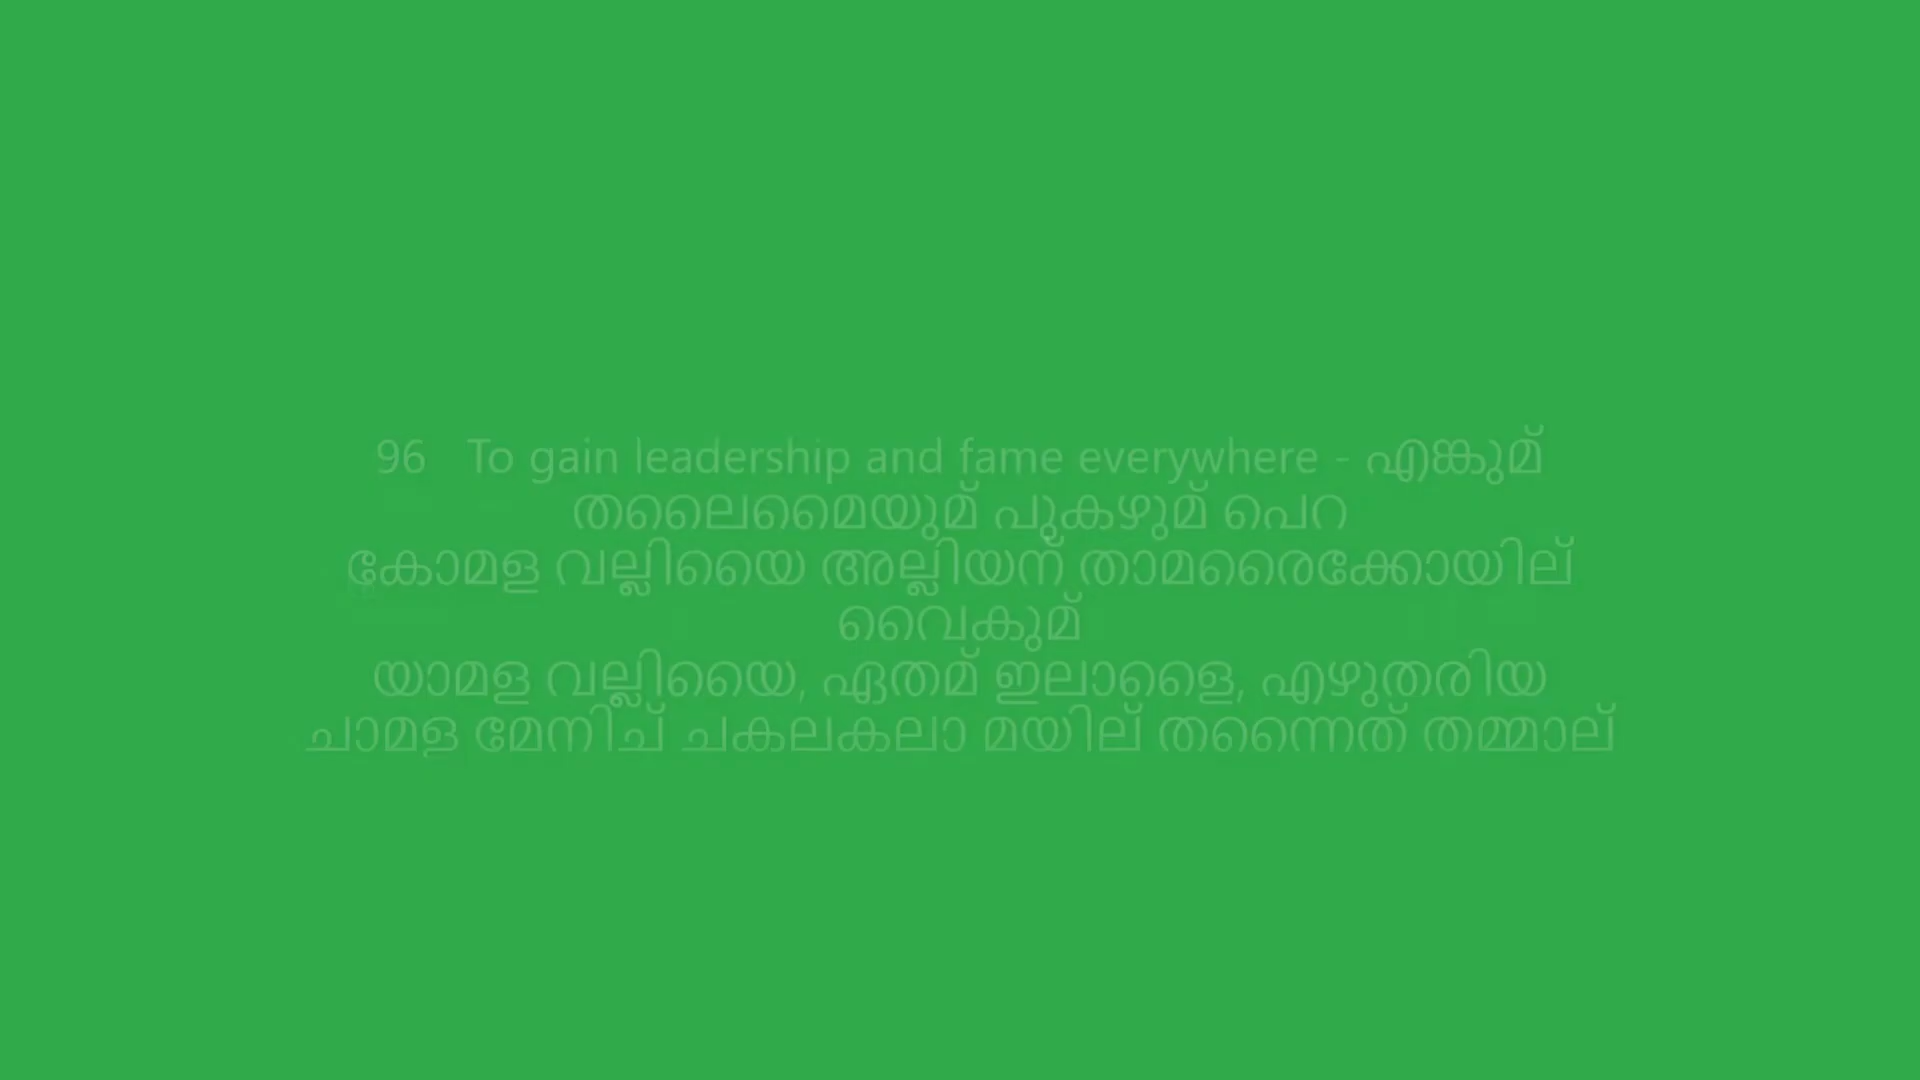 96 To gain leadership and fame everywhere - എങ്കുമ്
തലൈമൈയുമ് പുകഴുമ് പെറ
കോമള വല്ലിയൈ അല്ലിയന് താമരൈക്കോയില്
വൈകുമ്
യാമള വല്ലിയൈ, ഏതമ് ഇലാളൈ, എഴുതരിയ
ചാമള മേനിച് ചകലകലാ മയില് തന്നൈത് തമ്മാല്